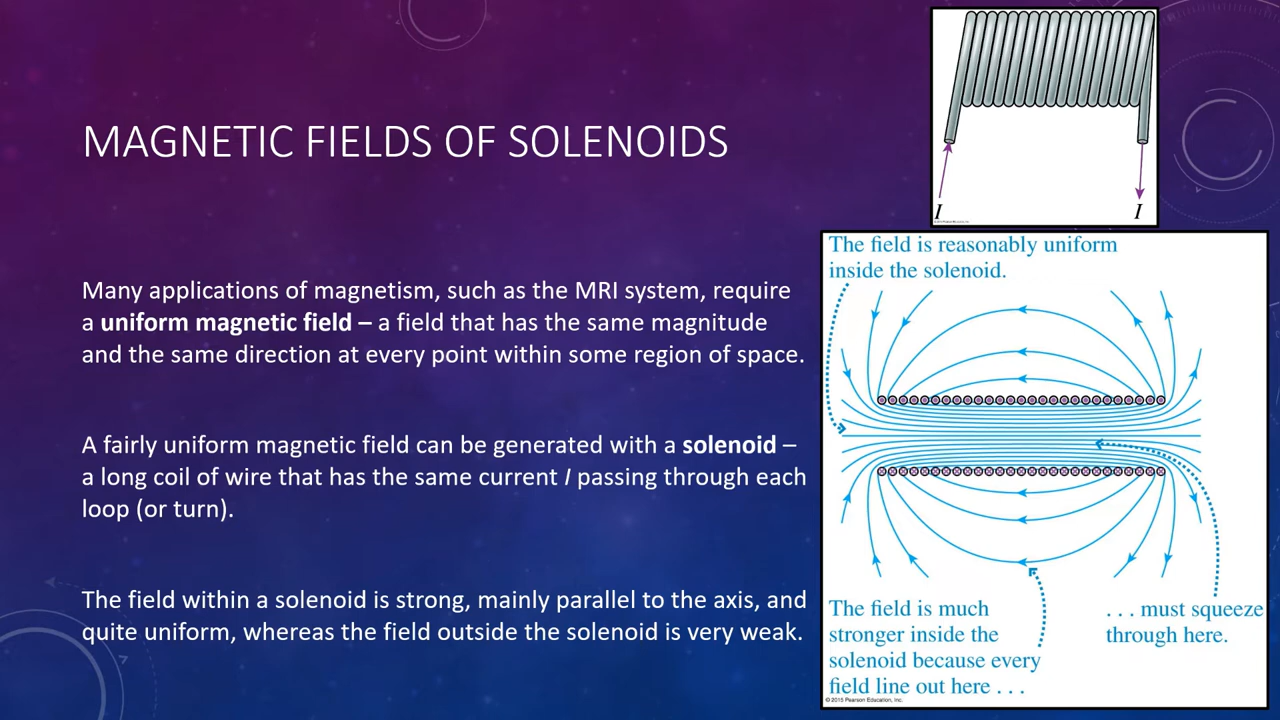 MAGNETIC FIELDS OF SOLENOIDS
Many applications of magnetism, such as the MRI system, require
a uniform magnetic field – a field that has the same magnitude
and the same direction at every point within some region of space.
A fairly uniform magnetic field can be generated with a solenoid –
a long coil of wire that has the same current I passing through each
loop (or turn).
The field within a solenoid is strong, mainly parallel to the axis, and
quite uniform, whereas the field outside the solenoid is very weak.
I
I
The field is reasonably uniform
inside the solenoid.
The field is much
stronger inside the
solenoid because every
field line out here . . .
. . . must squeeze
through here.
© 2015 Pearson Education, Inc.